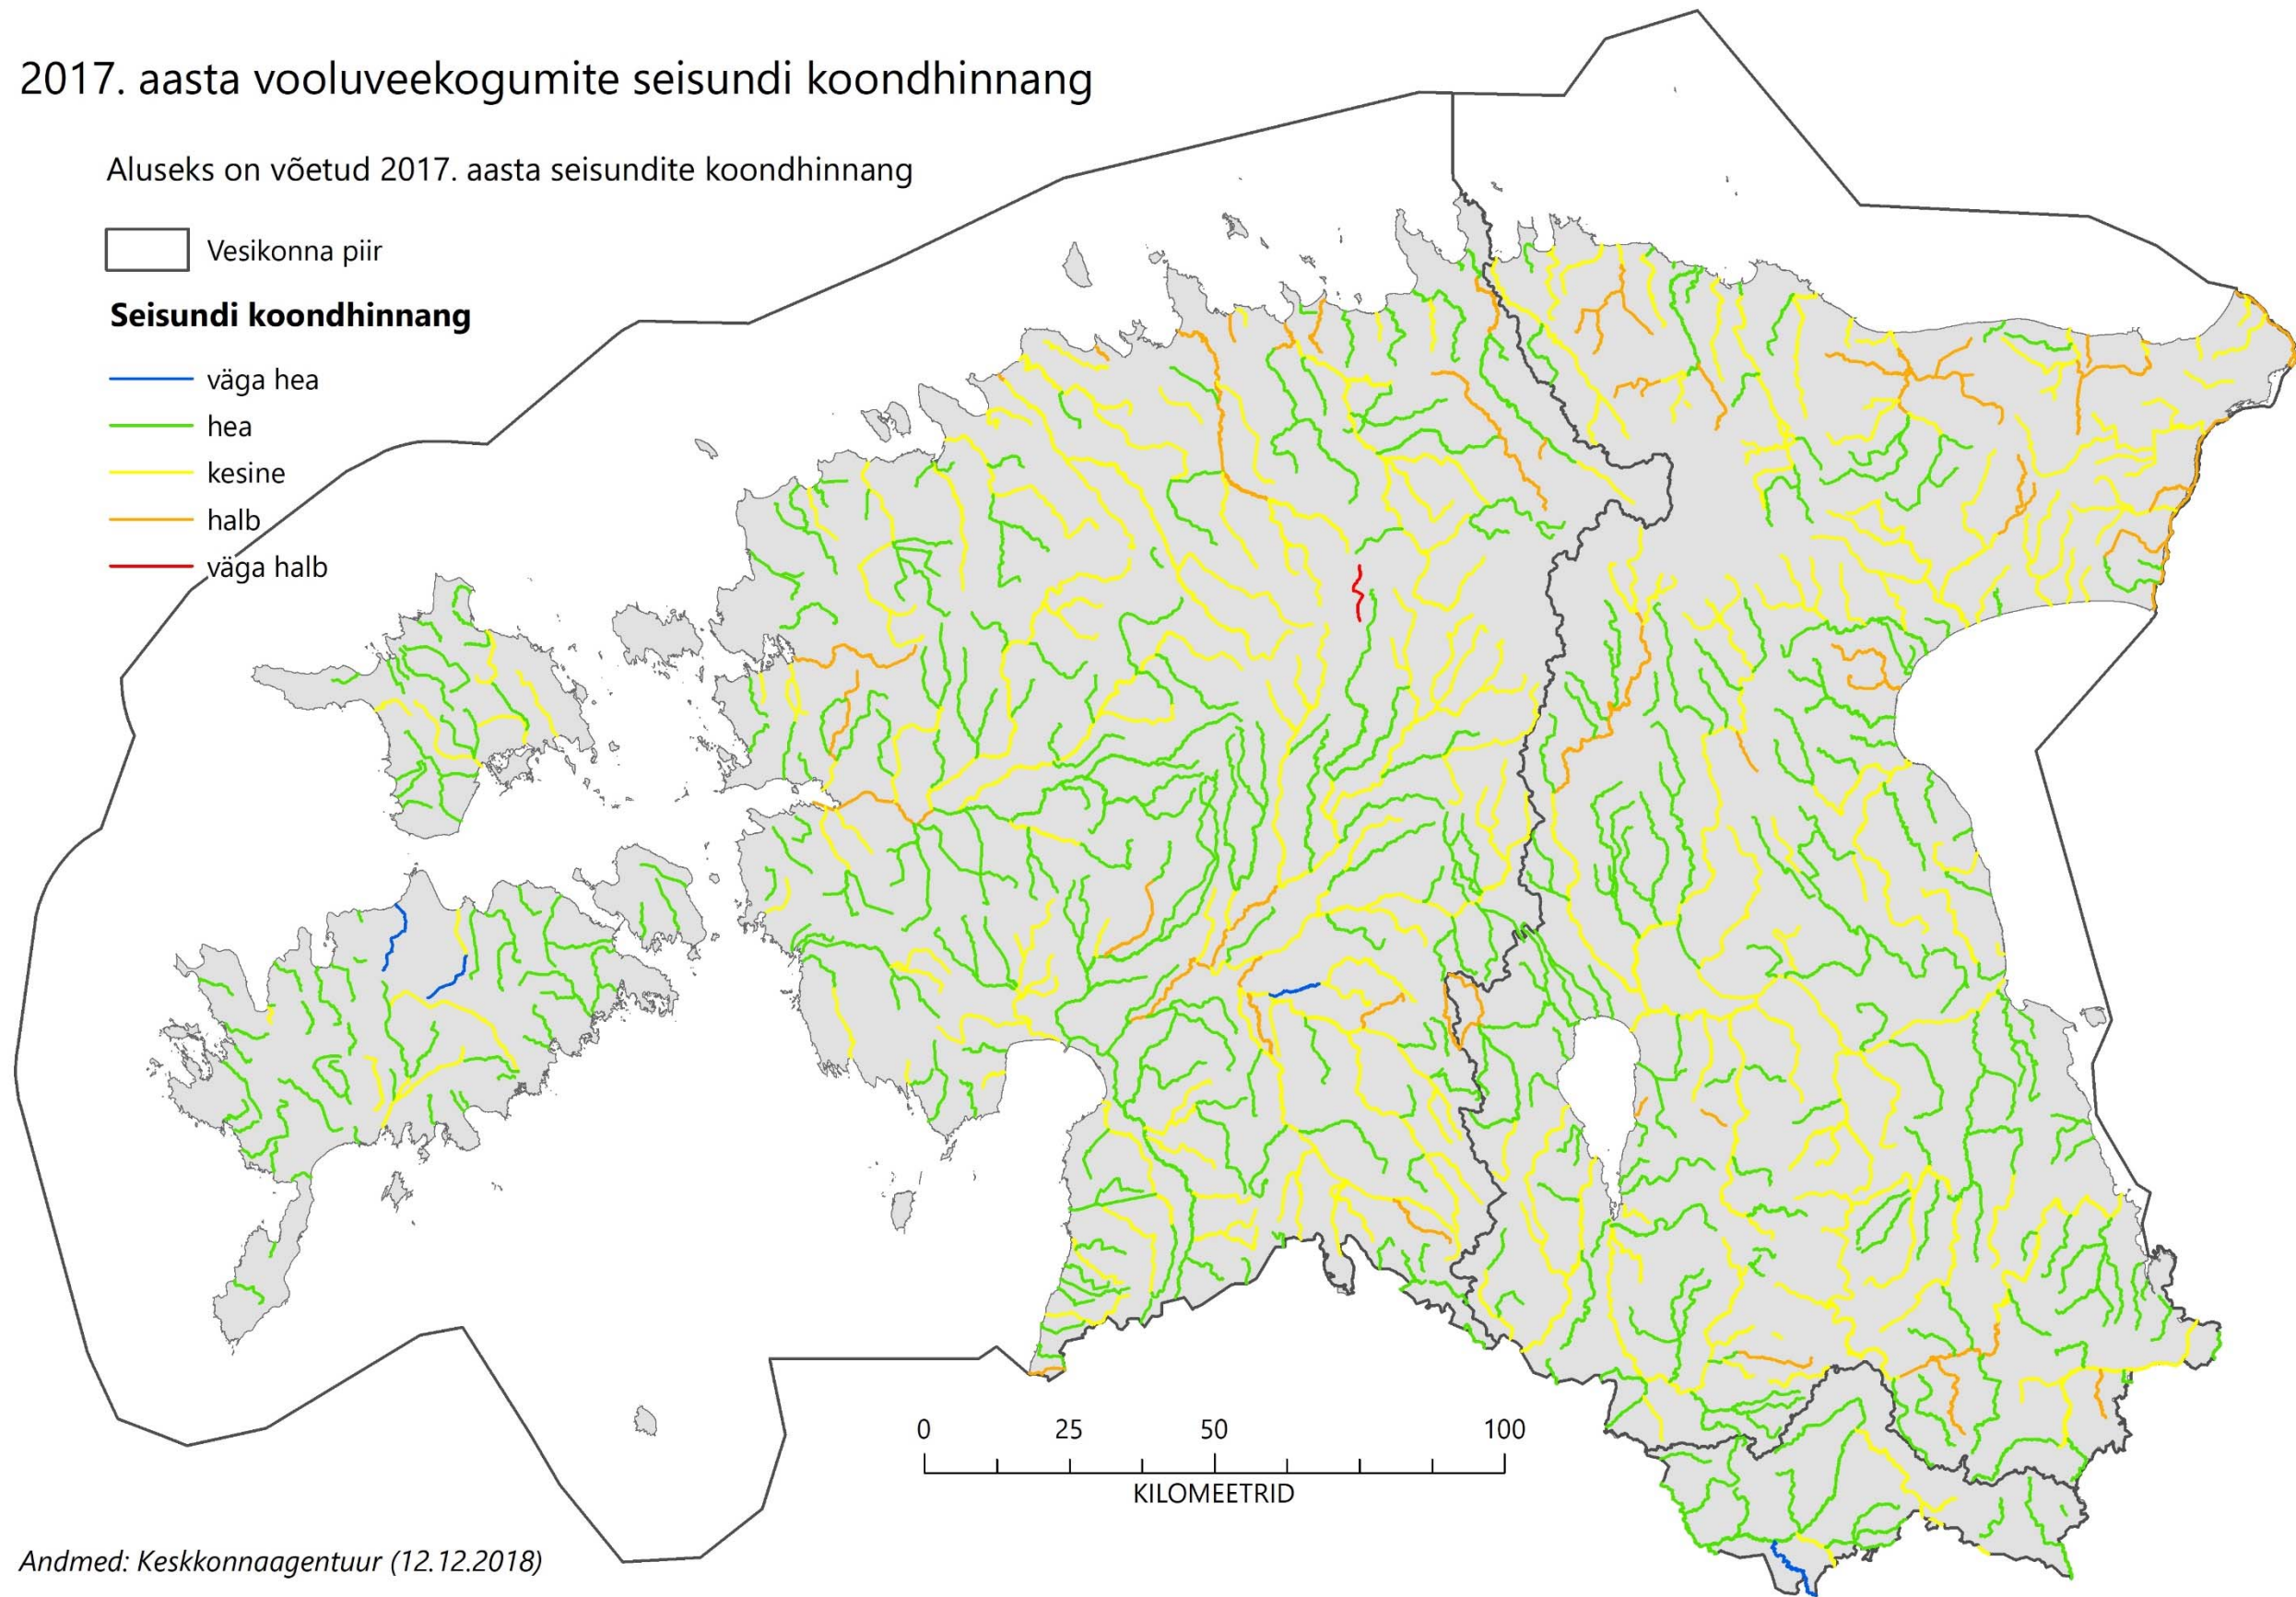 2017. aasta vooluveekogumite seisundi koondhinnang
Aluseks on võetud 2017. aasta seisundite koondhinnang
Vesikonna piir
Seisundi koondhinnang
väga hea
hea
kesine
halb
väga halb
0 25 50 100
KILOMEETRID
Andmed: Keskkonnaagentuur (12.12.2018)